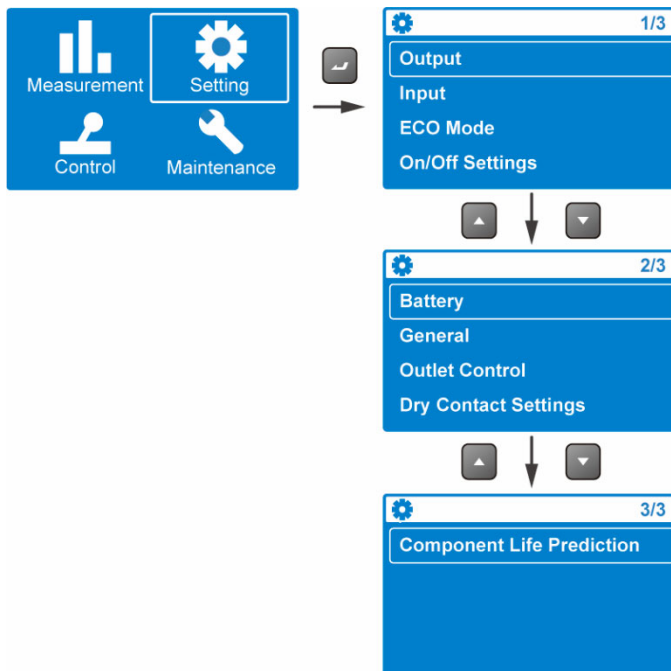 Measurement
Setting
Control
Maintenance
1/3
Output
Input
ECO Mode
On/Off Settings
2/3
Battery
General
Outlet Control
Dry Contact Settings
3/3
Component Life Prediction